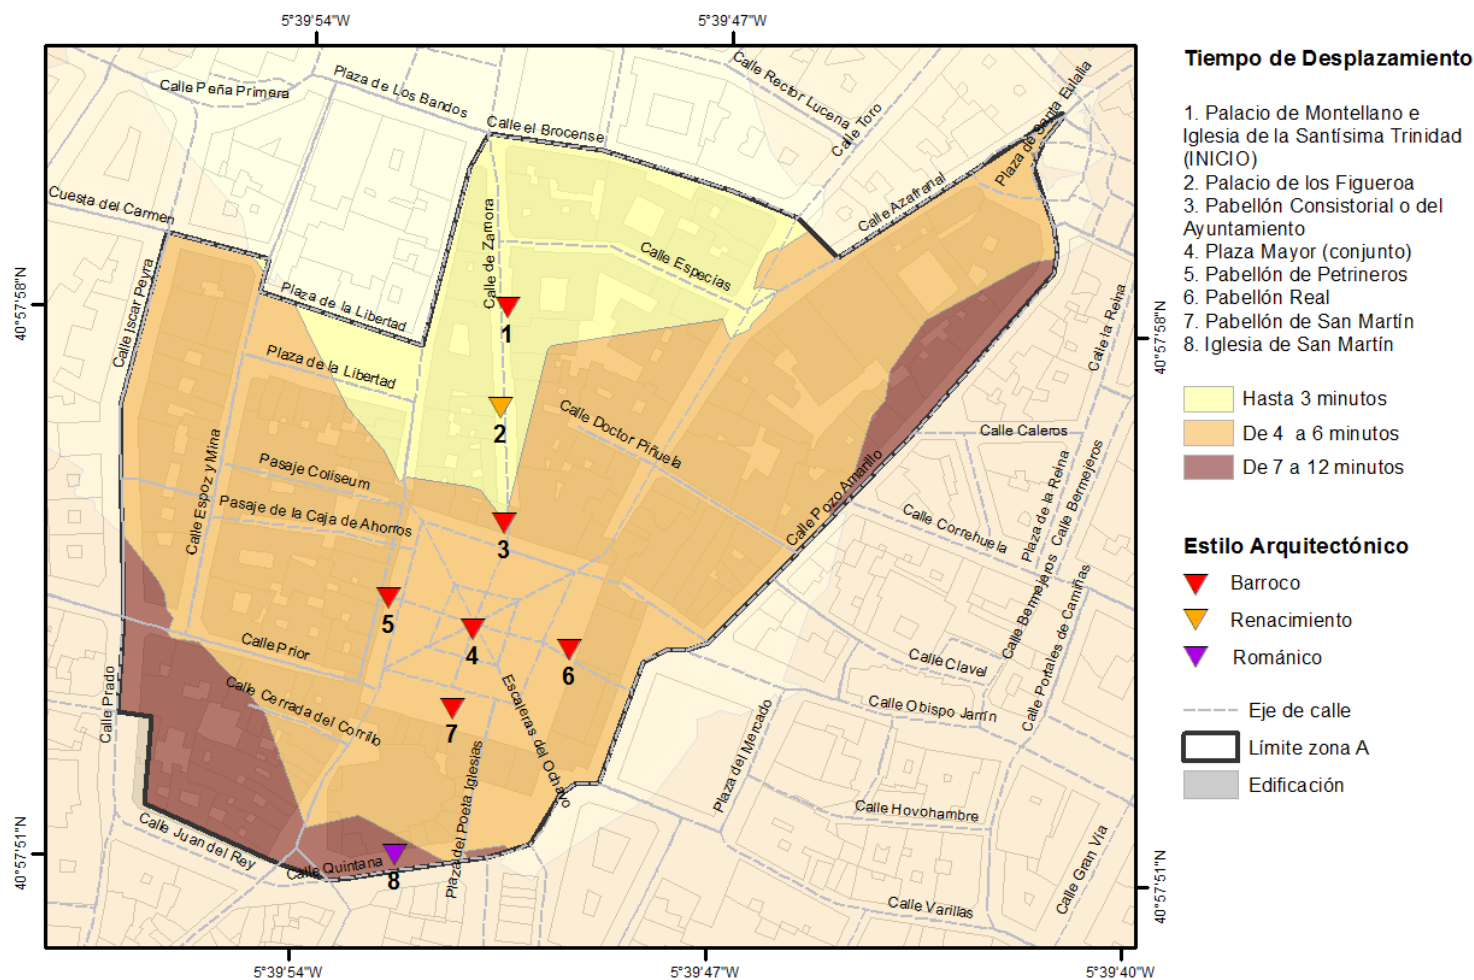 5°39'54"W
5°39'47"W
Calle Peña Primera
Plaza de Los Bandos
Calle el Brocense
Calle Rector Lucena
Calle Toro
Plaza de Santa Eulalia
Calle Azafranal
Cuesta del Carmen
Calle de Zamora
Calle Especias
Calle Iscar Peyra
Plaza de la Libertad
40°57'58"N
40°57'58"N
Calle la Reina
1
Plaza de la Libertad
2
Calle Doctor Piñuela
Calle Caleros
Calle Espoz y Mina
Pasaje Coliseum
Pasaje de la Caja de Ahorros
Calle Pozo Amarillo
Plaza de la Reina
Calle Bermejeros
Calle Correhuela
3
5
4
6
Calle Bermejeros
Calle Portales de Camiñas
Calle Prior
Calle Clavel
Calle Prado
Calle Cerrada del Corrillo
7
Escaleras del Ochavo
Calle Obispo Jarrín
Plaza del Mercado
Plaza del Poeta Iglesias
Calle Hovohambre
Calle Juan del Rey
Calle Quintana
8
Calle Gran Vía
Calle Varillas
40°57'51"N
40°57'51"N
5°39'54"W
5°39'47"W
5°39'40"W
Tiempo de Desplazamiento
1. Palacio de Montellano e
Iglesia de la Santísima Trinidad
(INICIO)
2. Palacio de los Figueroa
3. Pabellón Consistorial o del
Ayuntamiento
4. Plaza Mayor (conjunto)
5. Pabellón de Petrineros
6. Pabellón Real
7. Pabellón de San Martín
8. Iglesia de San Martín
Hasta 3 minutos
De 4 a 6 minutos
De 7 a 12 minutos
Estilo Arquitectónico
Barroco
Renacimiento
Románico
Eje de calle
Límite zona A
Edificación